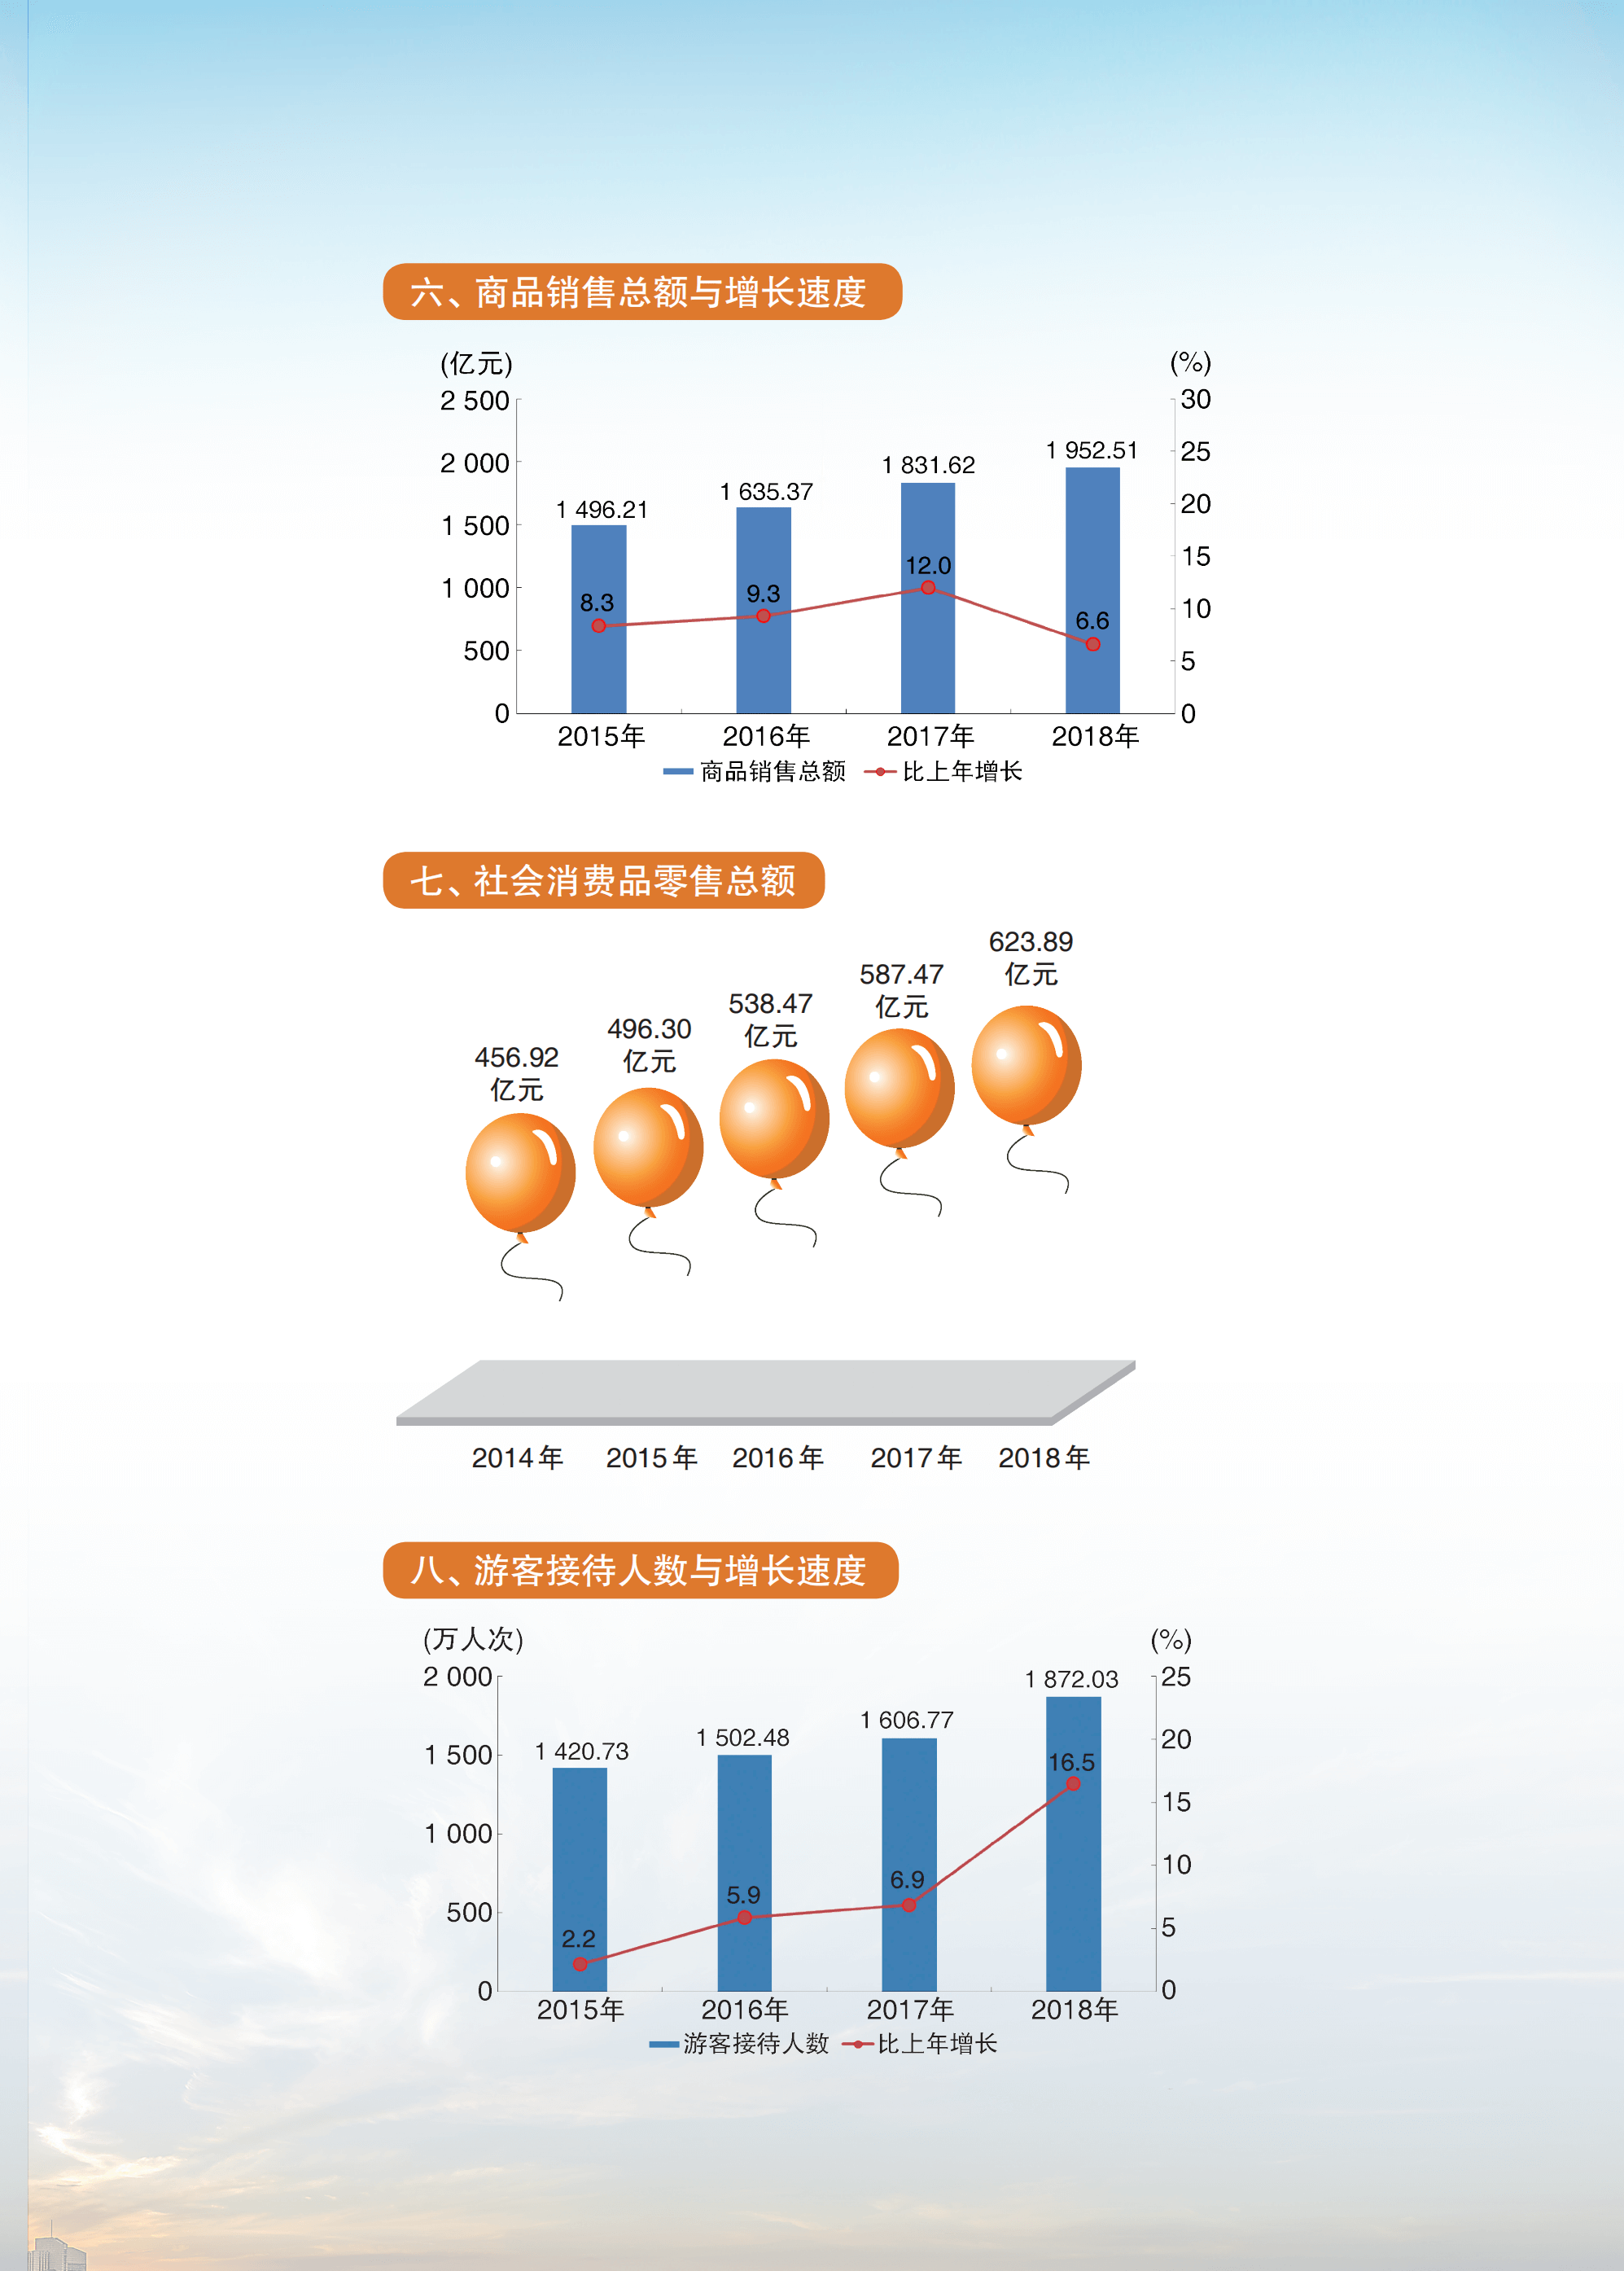 六、商品销售总额与增长速度
(亿元) (%)
2 500 30
2 000 25
1 500 20
1 000 15
500 10
0 5
0
1 496.21 1 635.37 1 831.62 1 952.51
8.3 9.3 12.0 6.6
2015年 2016年 2017年 2018年
商品销售总额 比上年增长
七、社会消费品零售总额
456.92
亿元
496.30
亿元
538.47
亿元
587.47
亿元
623.89
亿元
2014年 2015年 2016年 2017年 2018年
八、游客接待人数与增长速度
(万人次) (%)
2 000 25
1 500 20
1 000 15
500 10
0 5
0
1 420.73 1 502.48 1 606.77 1 872.03
2.2 5.9 6.9 16.5
2015年 2016年 2017年 2018年
游客接待人数 比上年增长